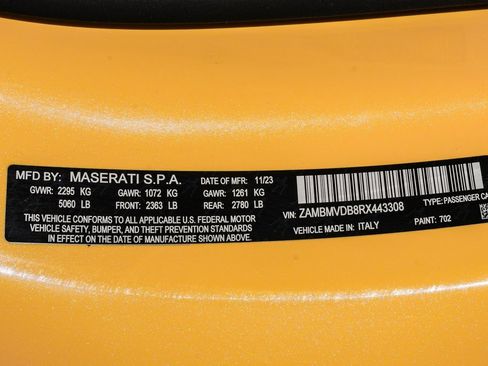 MFD BY: MASERATI S.P.A. DATE OF MFR: 11/23
GVWR: 2295 KG GAWR: 1072 KG GAWR: 1261 KG
5060 LB FRONT: 2363 LB REAR: 2780 LB
THIS VEHICLE CONFORMS TO ALL APPLICABLE U.S. FEDERAL MOTOR
VEHICLE SAFETY, BUMPER, AND THEFT PREVENTION STANDARDS
IN EFFECT ON THE DATE OF MANUFACTURE SHOWN ABOVE.
VIN: ZAMBMVDB8RX443308 TYPE: PASSENGER CA
VEHICLE MADE IN: ITALY PAINT: 702